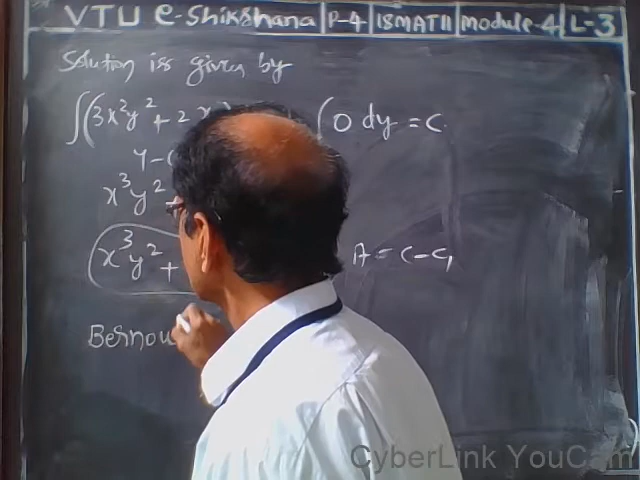 VTU e-Shikshana P-4 18MAT11 Module-4 L-3
Solution is given by
∫(3x²y² + 2 ∫0 dy = C
y-
x³y²
x³y² + A = C - C₁
Bernou
CyberLink YouCam